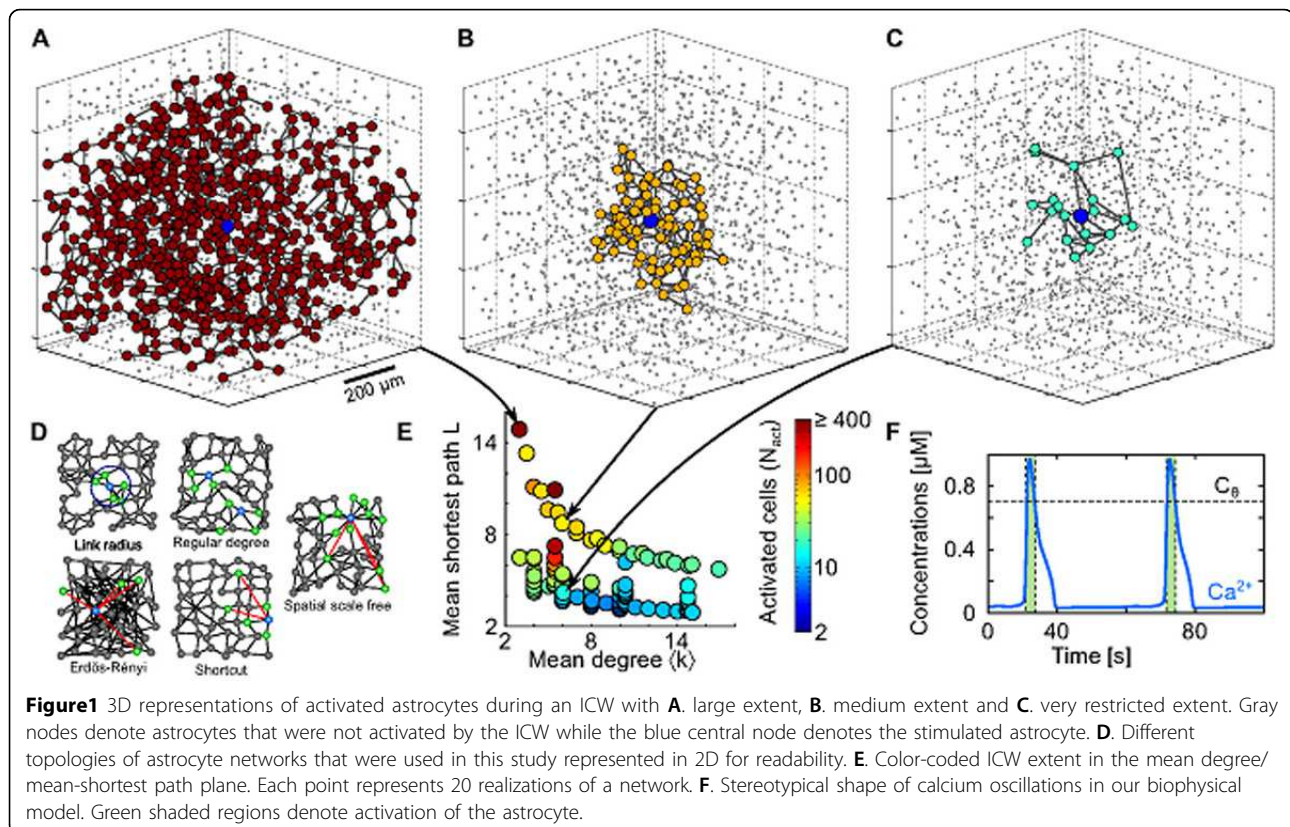 A
B
C
200 µm
D
Link radius
Regular degree
Spatial scale free
Erdös-Rényi
Shortcut
E
Mean shortest path L
14
8
2
2
8
14
Mean degree ⟨k⟩
Activated cells (Nact)
≥ 400
100
10
2
F
Concentrations [µM]
0.8
0.4
0
Cθ
Ca2+
0
40
80
Time [s]
Figure1 3D representations of activated astrocytes during an ICW with A. large extent, B. medium extent and C. very restricted extent. Gray
nodes denote astrocytes that were not activated by the ICW while the blue central node denotes the stimulated astrocyte. D. Different
topologies of astrocyte networks that were used in this study represented in 2D for readability. E. Color-coded ICW extent in the mean degree/
mean-shortest path plane. Each point represents 20 realizations of a network. F. Stereotypical shape of calcium oscillations in our biophysical
model. Green shaded regions denote activation of the astrocyte.